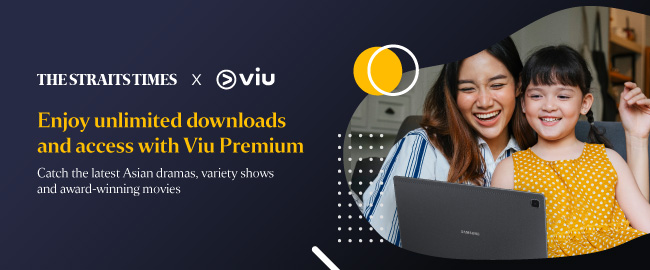 THE STRAITS TIMES X viu
Enjoy unlimited downloads
and access with Viu Premium
Catch the latest Asian dramas, variety shows
and award-winning movies
SAMSUNG